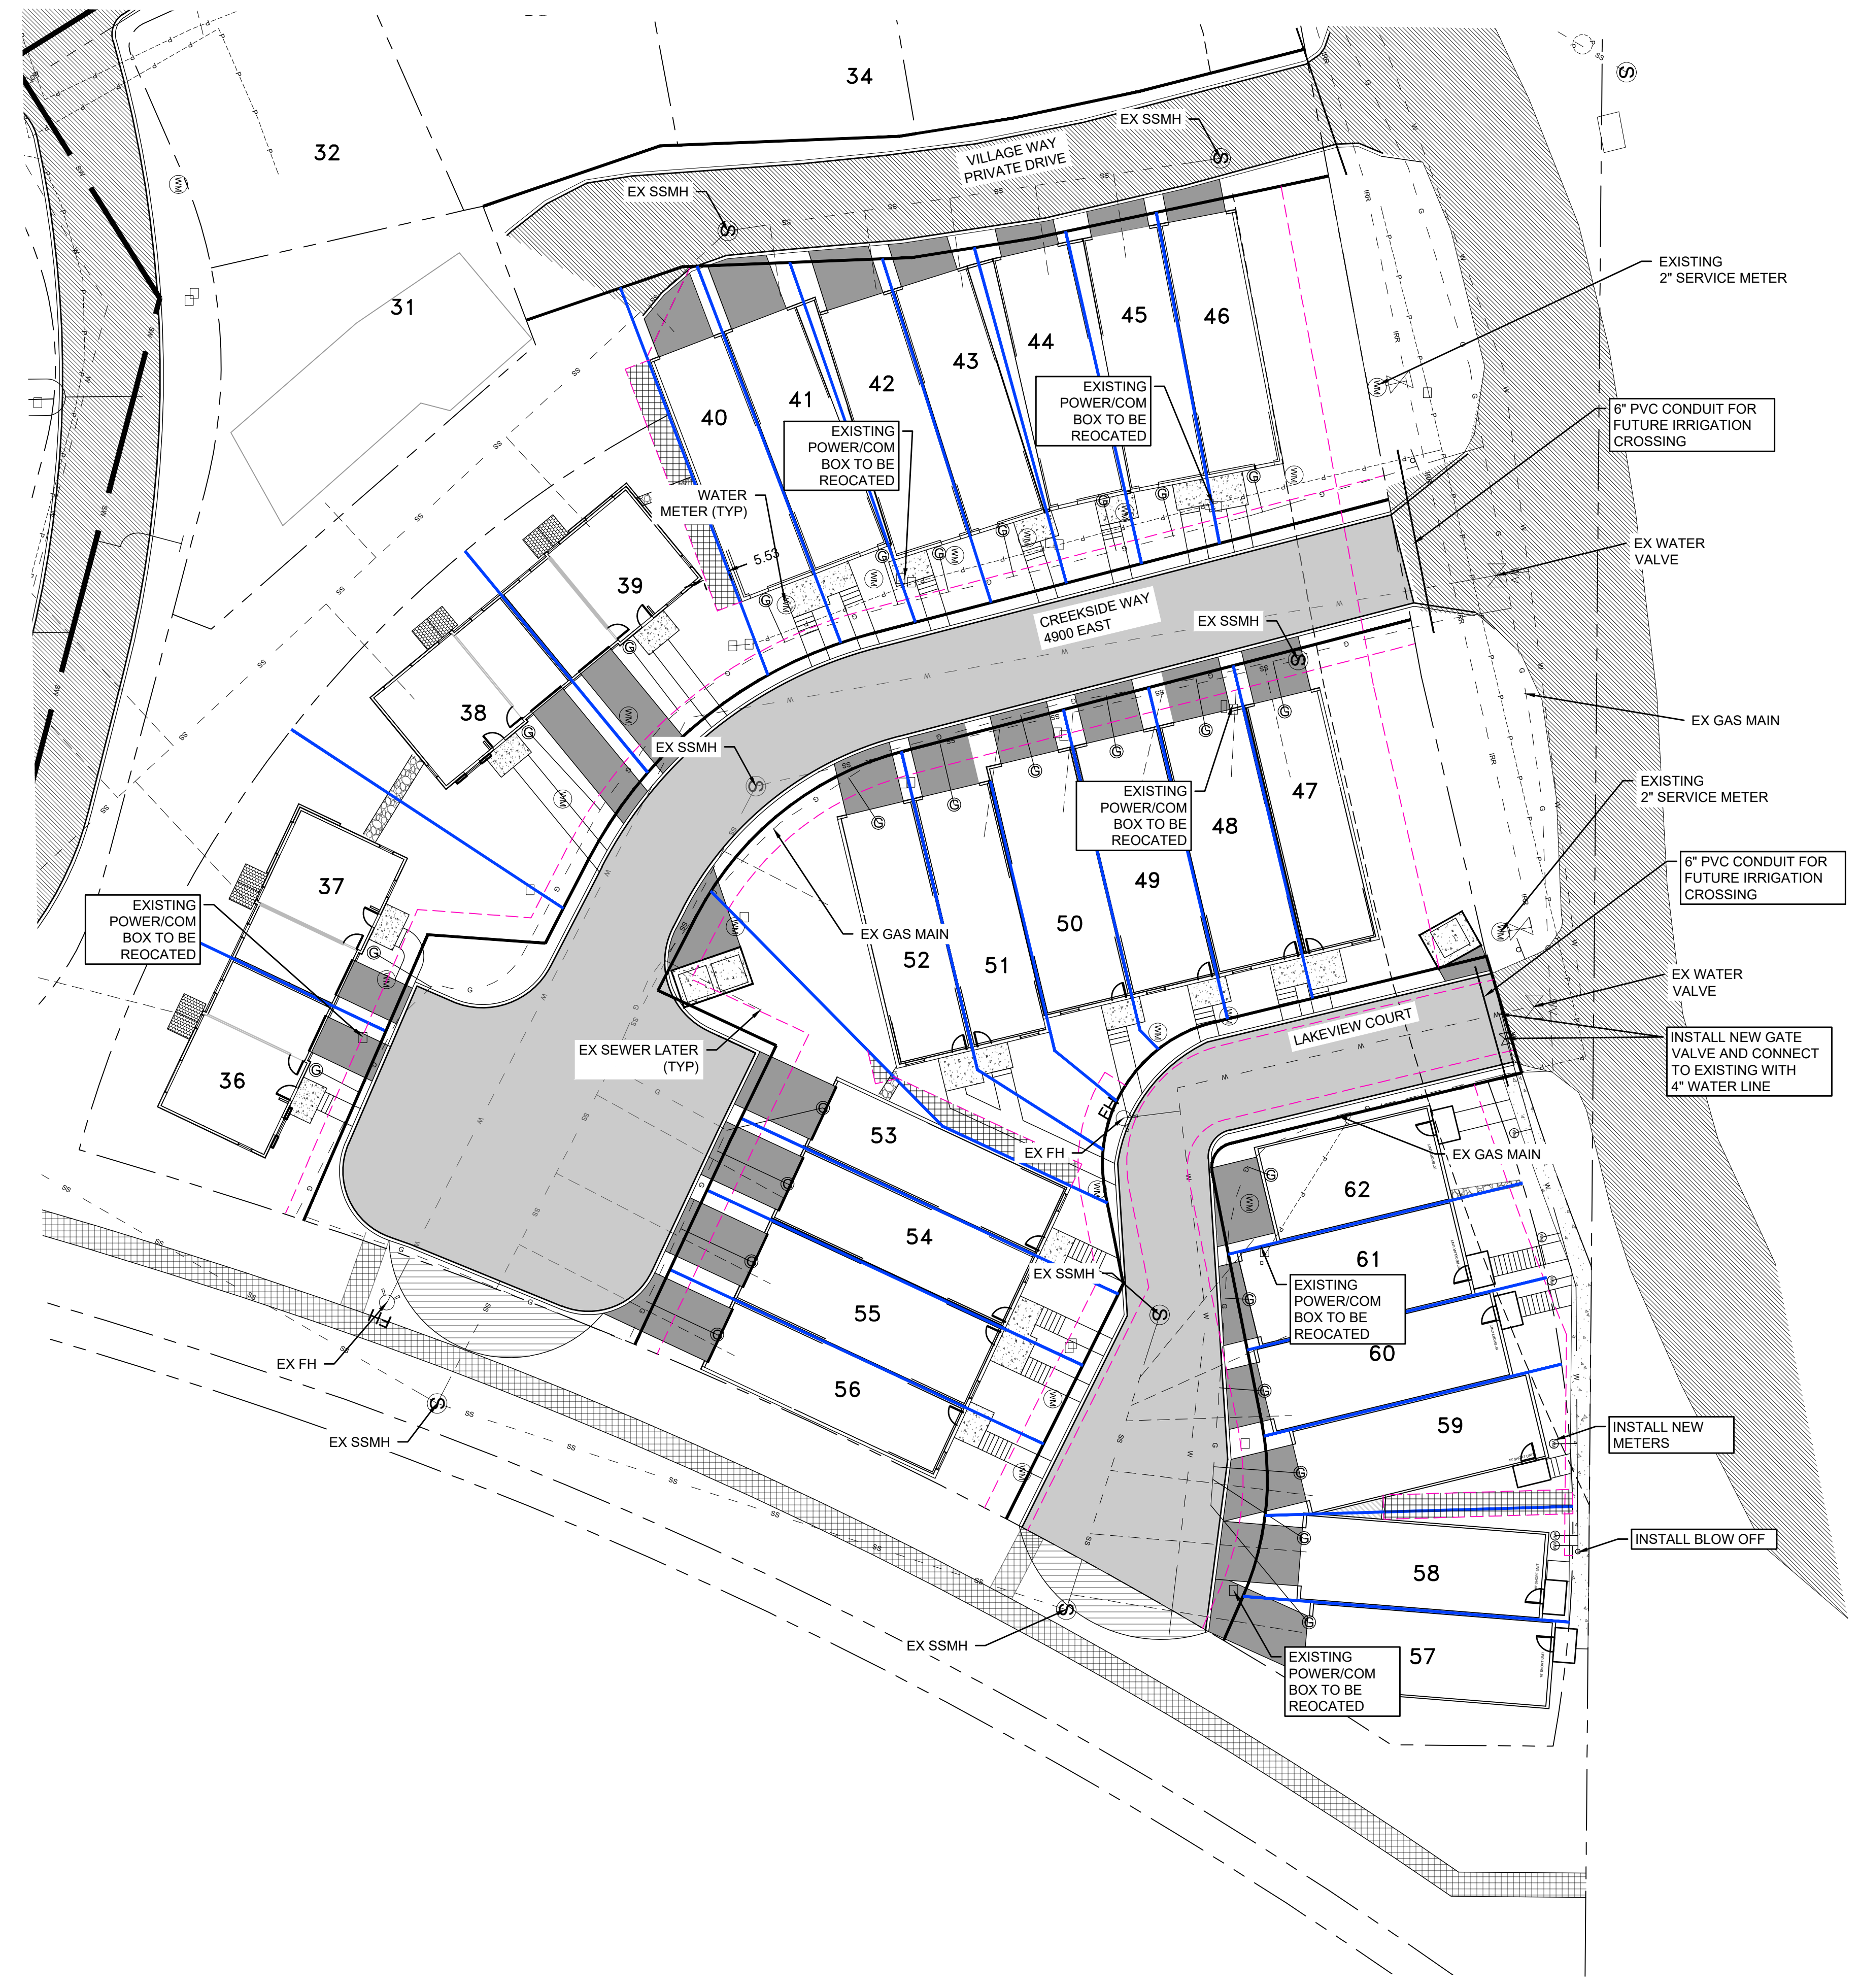 34
32
31
EX SSMH
VILLAGE WAY
PRIVATE DRIVE
EX SSMH
EXISTING
2" SERVICE METER
40
41
42
43
44
45
46
EXISTING
POWER/COM
BOX TO BE
REOCATED
EXISTING
POWER/COM
BOX TO BE
REOCATED
6" PVC CONDUIT FOR
FUTURE IRRIGATION
CROSSING
WATER
METER (TYP)
5.53
EX WATER
VALVE
39
38
37
36
CREEKSIDE WAY
4900 EAST
EX SSMH
EX SSMH
EX GAS MAIN
EXISTING
2" SERVICE METER
EXISTING
POWER/COM
BOX TO BE
REOCATED
47
48
49
50
51
52
6" PVC CONDUIT FOR
FUTURE IRRIGATION
CROSSING
EXISTING
POWER/COM
BOX TO BE
REOCATED
EX GAS MAIN
EX WATER
VALVE
LAKEVIEW COURT
INSTALL NEW GATE
VALVE AND CONNECT
TO EXISTING WITH
4" WATER LINE
EX SEWER LATER
(TYP)
FH
EX FH
EX GAS MAIN
53
54
55
56
62
61
60
59
58
57
EX SSMH
EXISTING
POWER/COM
BOX TO BE
REOCATED
FH
EX FH
EX SSMH
INSTALL NEW
METERS
INSTALL BLOW OFF
EX SSMH
EXISTING
POWER/COM
BOX TO BE
REOCATED